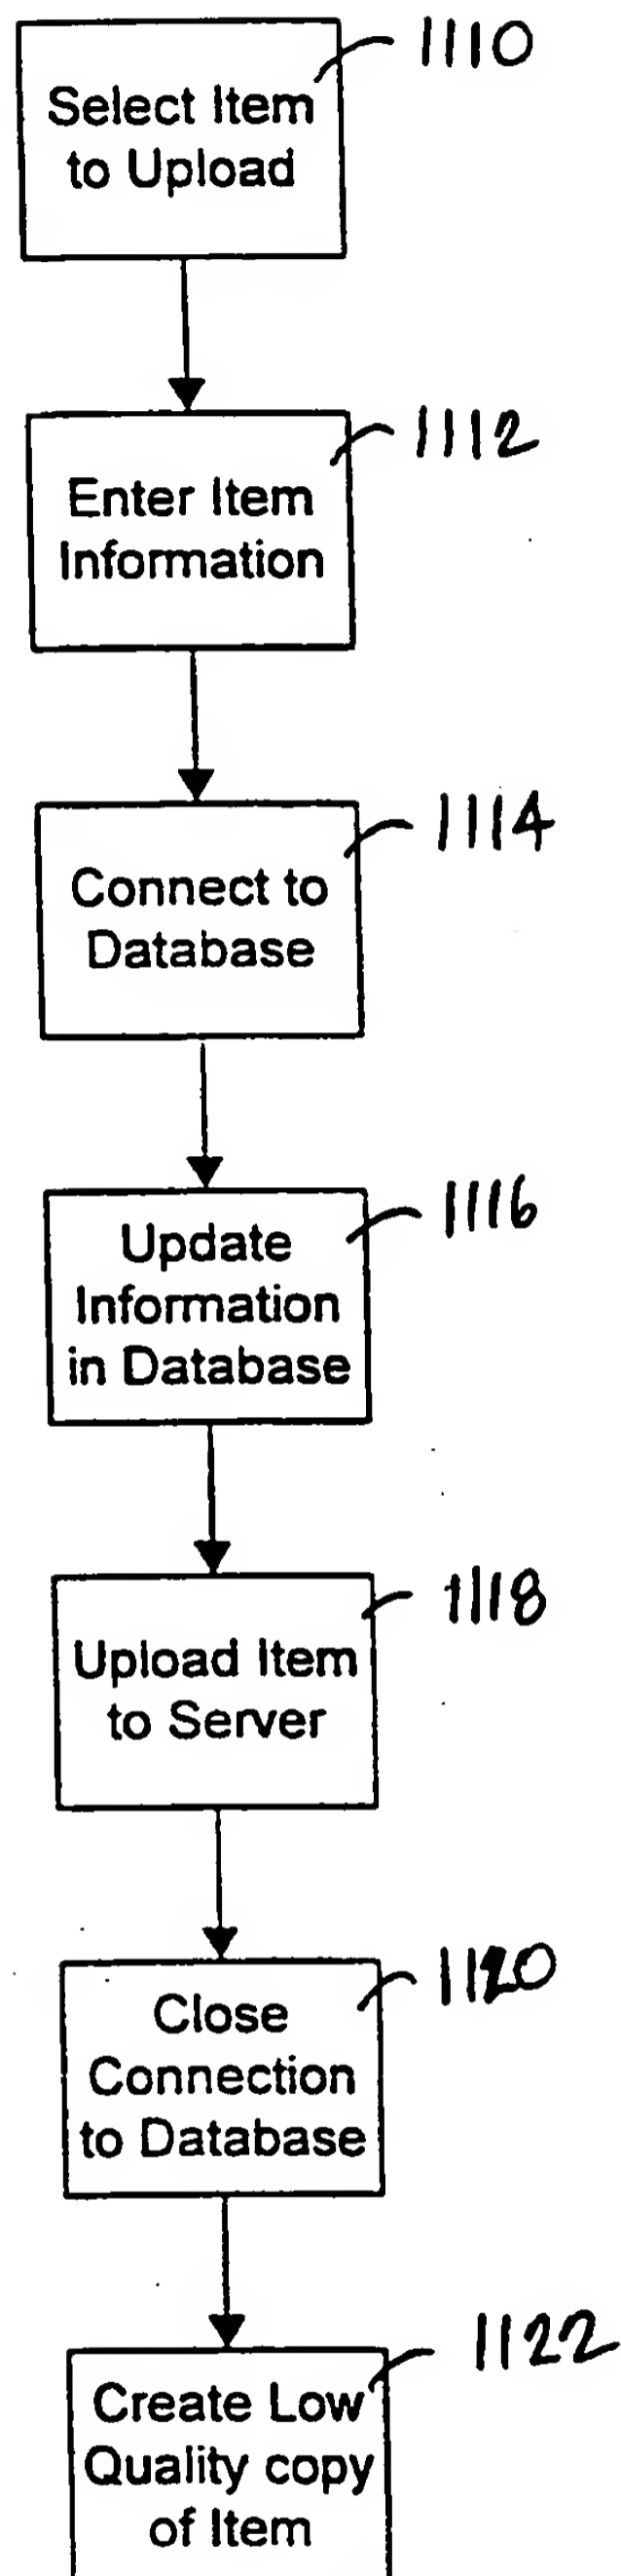 1110
Select Item
to Upload
1112
Enter Item
Information
1114
Connect to
Database
1116
Update
Information
in Database
1118
Upload Item
to Server
1120
Close
Connection
to Database
1122
Create Low
Quality copy
of Item